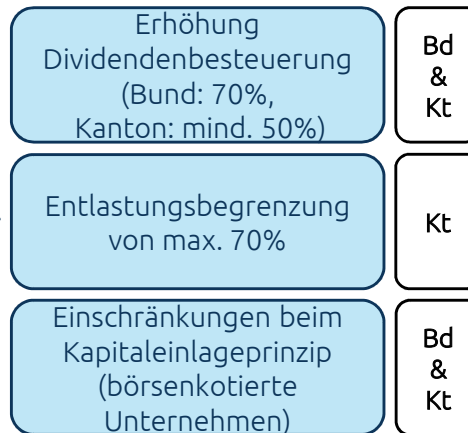 Erhöhung
Dividendenbesteuerung
(Bund: 70%,
Kanton: mind. 50%)
Bd
&
Kt
Entlastungsbegrenzung
von max. 70%
Kt
Einschränkungen beim
Kapitaleinlageprinzip
(börsenkotierte
Unternehmen)
Bd
&
Kt